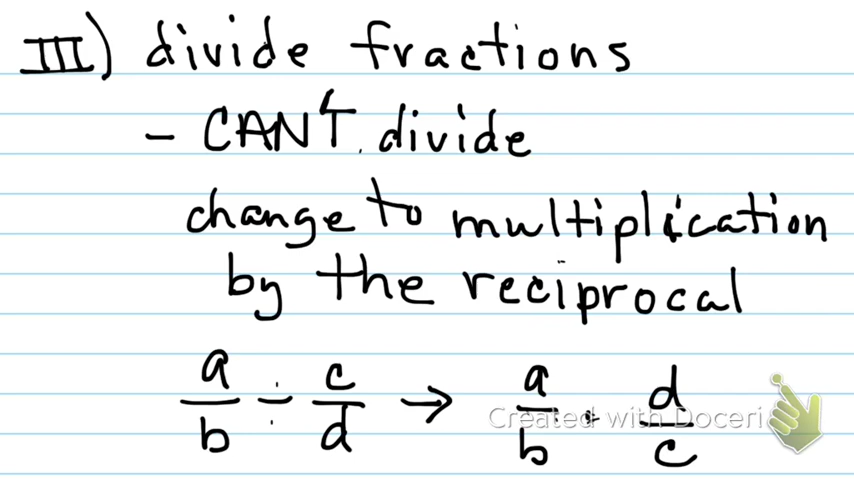 III) divide fractions
- CAN'T divide
change to multiplication
by the reciprocal
a/b ÷ c/d → a/b · d/c
Created with Doceri